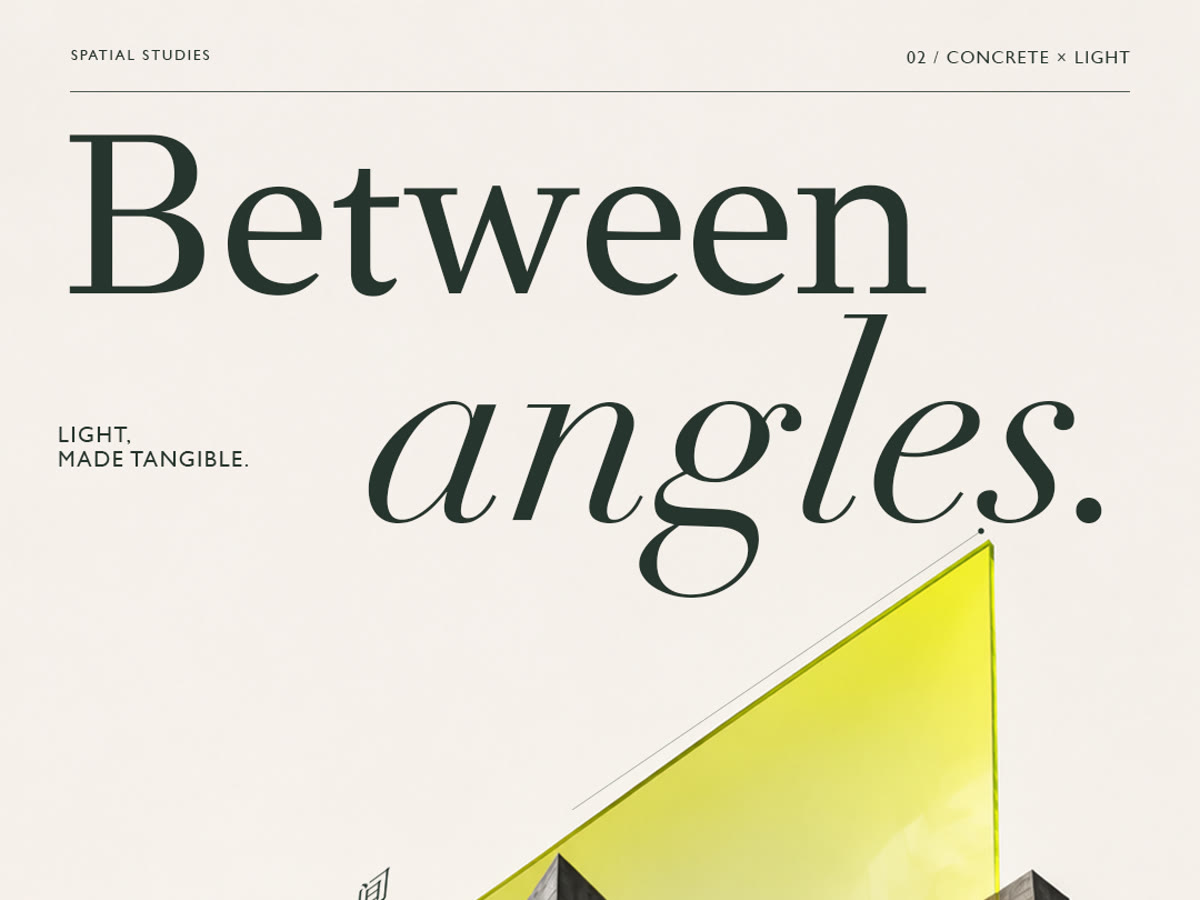 SPATIAL STUDIES
02 / CONCRETE × LIGHT
Between
angles.
LIGHT,
MADE TANGIBLE.